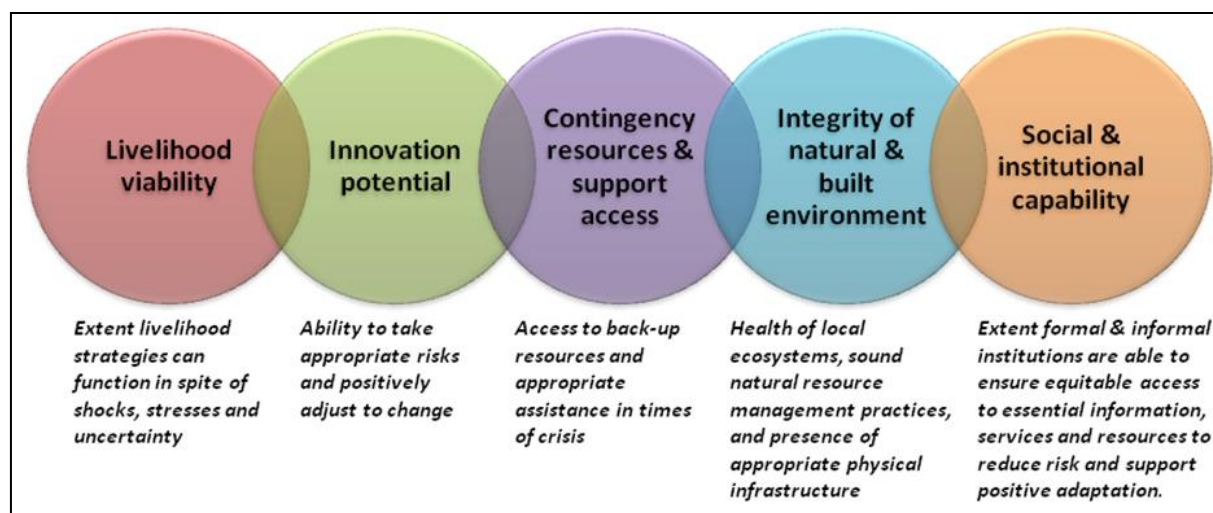 Livelihood
viability
Innovation
potential
Contingency
resources &
support
access
Integrity of
natural &
built
environment
Social &
institutional
capability
Extent livelihood
strategies can
function in spite of
shocks, stresses and
uncertainty
Ability to take
appropriate risks
and positively
adjust to change
Access to back-up
resources and
appropriate
assistance in times
of crisis
Health of local
ecosystems, sound
natural resource
management practices,
and presence of
appropriate physical
infrastructure
Extent formal & informal
institutions are able to
ensure equitable access
to essential information,
services and resources to
reduce risk and support
positive adaptation.